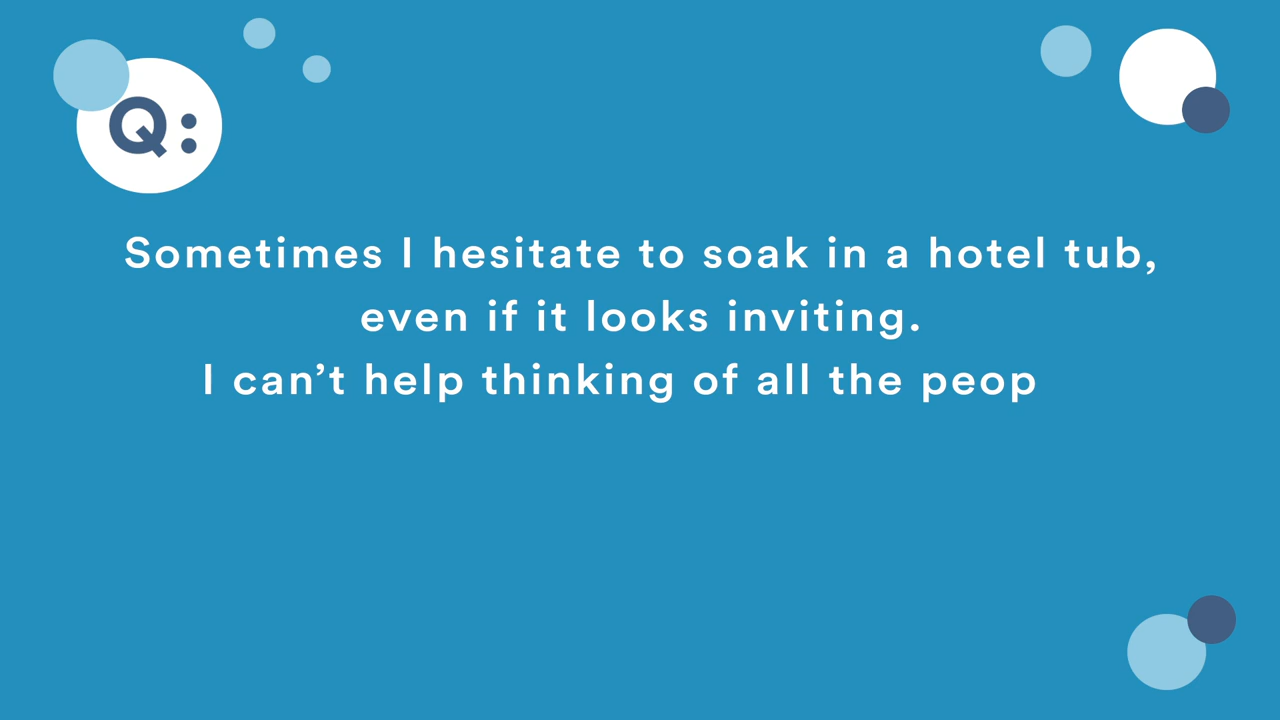 Q:
Sometimes I hesitate to soak in a hotel tub,
even if it looks inviting.
I can’t help thinking of all the peop